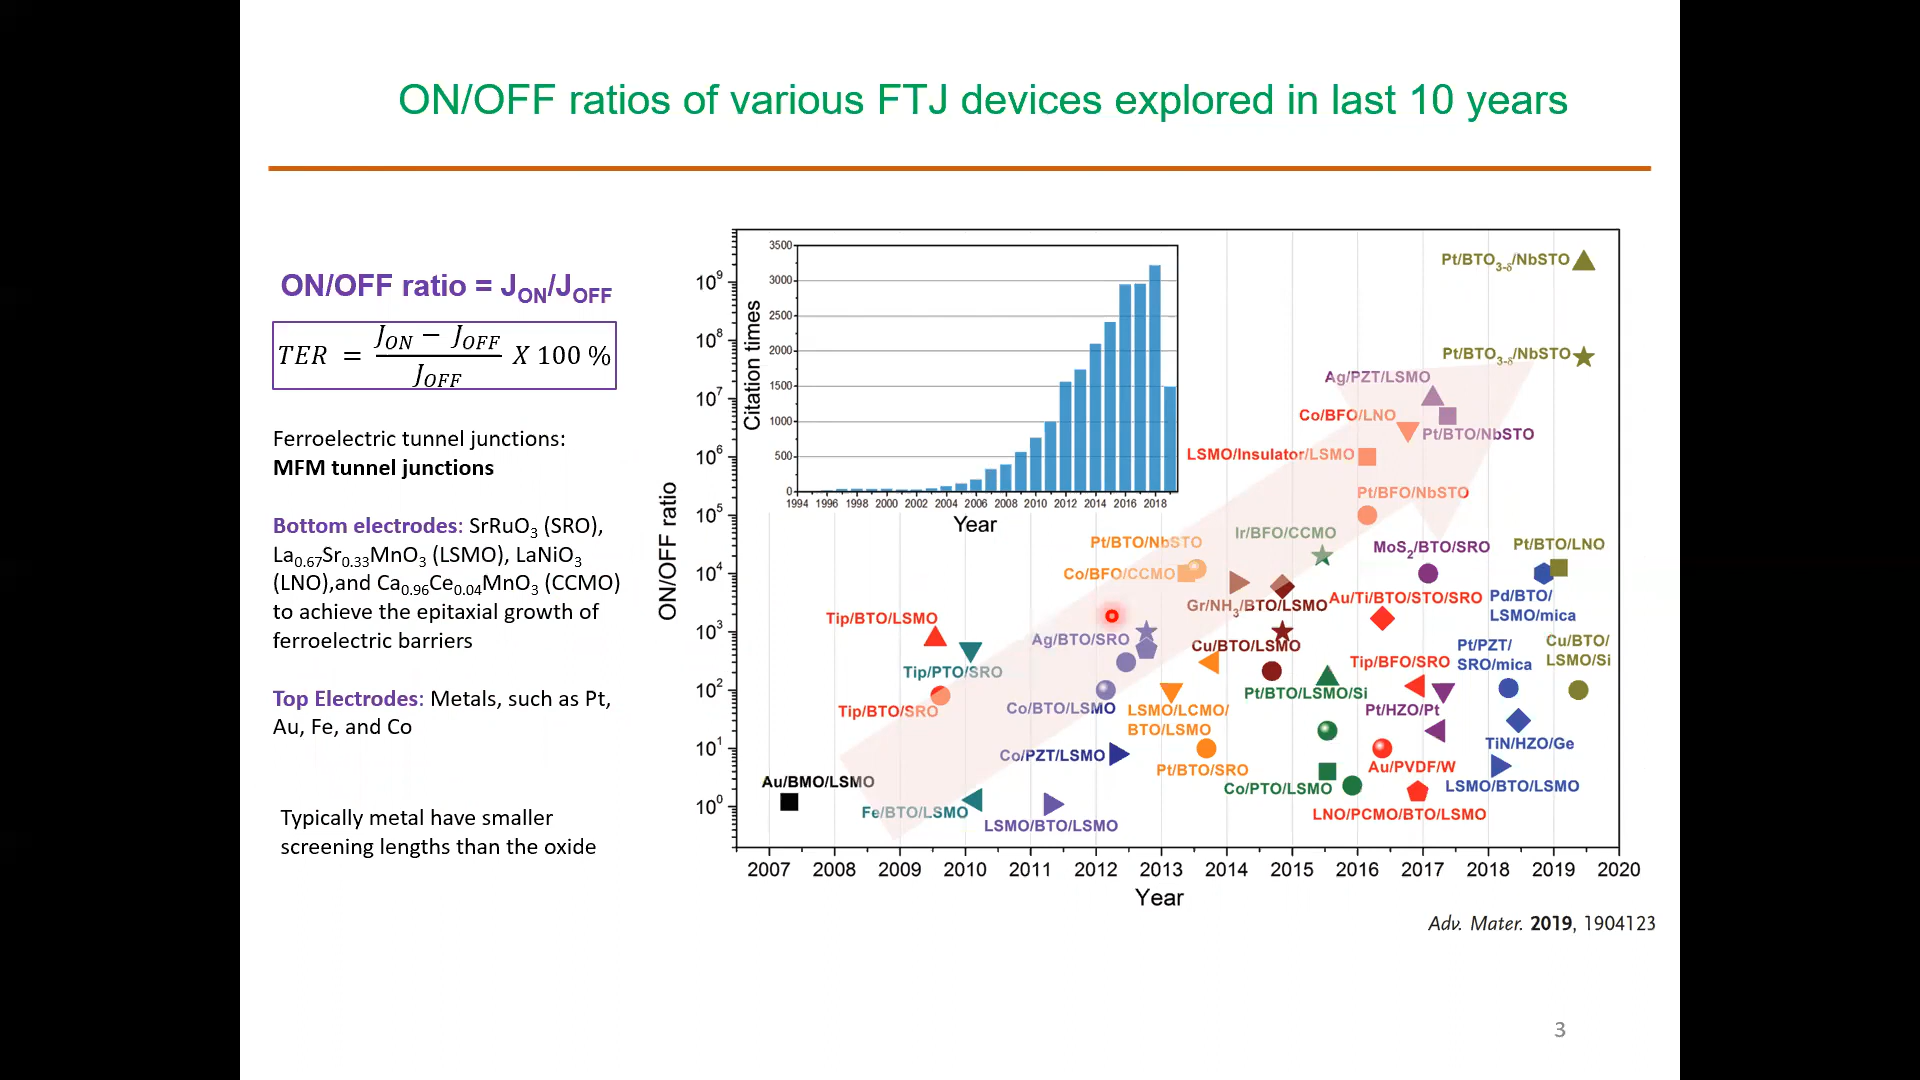 ON/OFF ratios of various FTJ devices explored in last 10 years
ON/OFF ratio = J_ON/J_OFF
TER = (J_ON − J_OFF)/J_OFF X 100 %
Ferroelectric tunnel junctions:
MFM tunnel junctions
Bottom electrodes: SrRuO3 (SRO),
La0.67Sr0.33MnO3 (LSMO), LaNiO3
(LNO),and Ca0.96Ce0.04MnO3 (CCMO)
to achieve the epitaxial growth of
ferroelectric barriers
Top Electrodes: Metals, such as Pt,
Au, Fe, and Co
Typically metal have smaller
screening lengths than the oxide
ON/OFF ratio
10^9
10^8
10^7
10^6
10^5
10^4
10^3
10^2
10^1
10^0
Citation times
3500
3000
2500
2000
1500
1000
500
0
1994 1996 1998 2000 2002 2004 2006 2008 2010 2012 2014 2016 2018
Year
Pt/BTO3-δ/NbSTO
Pt/BTO3-δ/NbSTO
Ag/PZT/LSMO
Co/BFO/LNO
Pt/BTO/NbSTO
LSMO/Insulator/LSMO
Pt/BFO/NbSTO
Ir/BFO/CCMO
Pt/BTO/NbSTO
MoS2/BTO/SRO
Pt/BTO/LNO
Co/BFO/CCMO
Gr/NH3/BTO/LSMO
Au/Ti/BTO/STO/SRO
Pd/BTO/
LSMO/mica
Tip/BTO/LSMO
Ag/BTO/SRO
Cu/BTO/LSMO
Pt/PZT/
SRO/mica
Cu/BTO/
LSMO/Si
Tip/PTO/SRO
Tip/BFO/SRO
Pt/BTO/LSMO/Si
Tip/BTO/SRO
Co/BTO/LSMO
LSMO/LCMO/
BTO/LSMO
Pt/HZO/Pt
TiN/HZO/Ge
Co/PZT/LSMO
Pt/BTO/SRO
Au/PVDF/W
Au/BMO/LSMO
Co/PTO/LSMO
LSMO/BTO/LSMO
Fe/BTO/LSMO
LSMO/BTO/LSMO
LNO/PCMO/BTO/LSMO
2007 2008 2009 2010 2011 2012 2013 2014 2015 2016 2017 2018 2019 2020
Year
Adv. Mater. 2019, 1904123
3